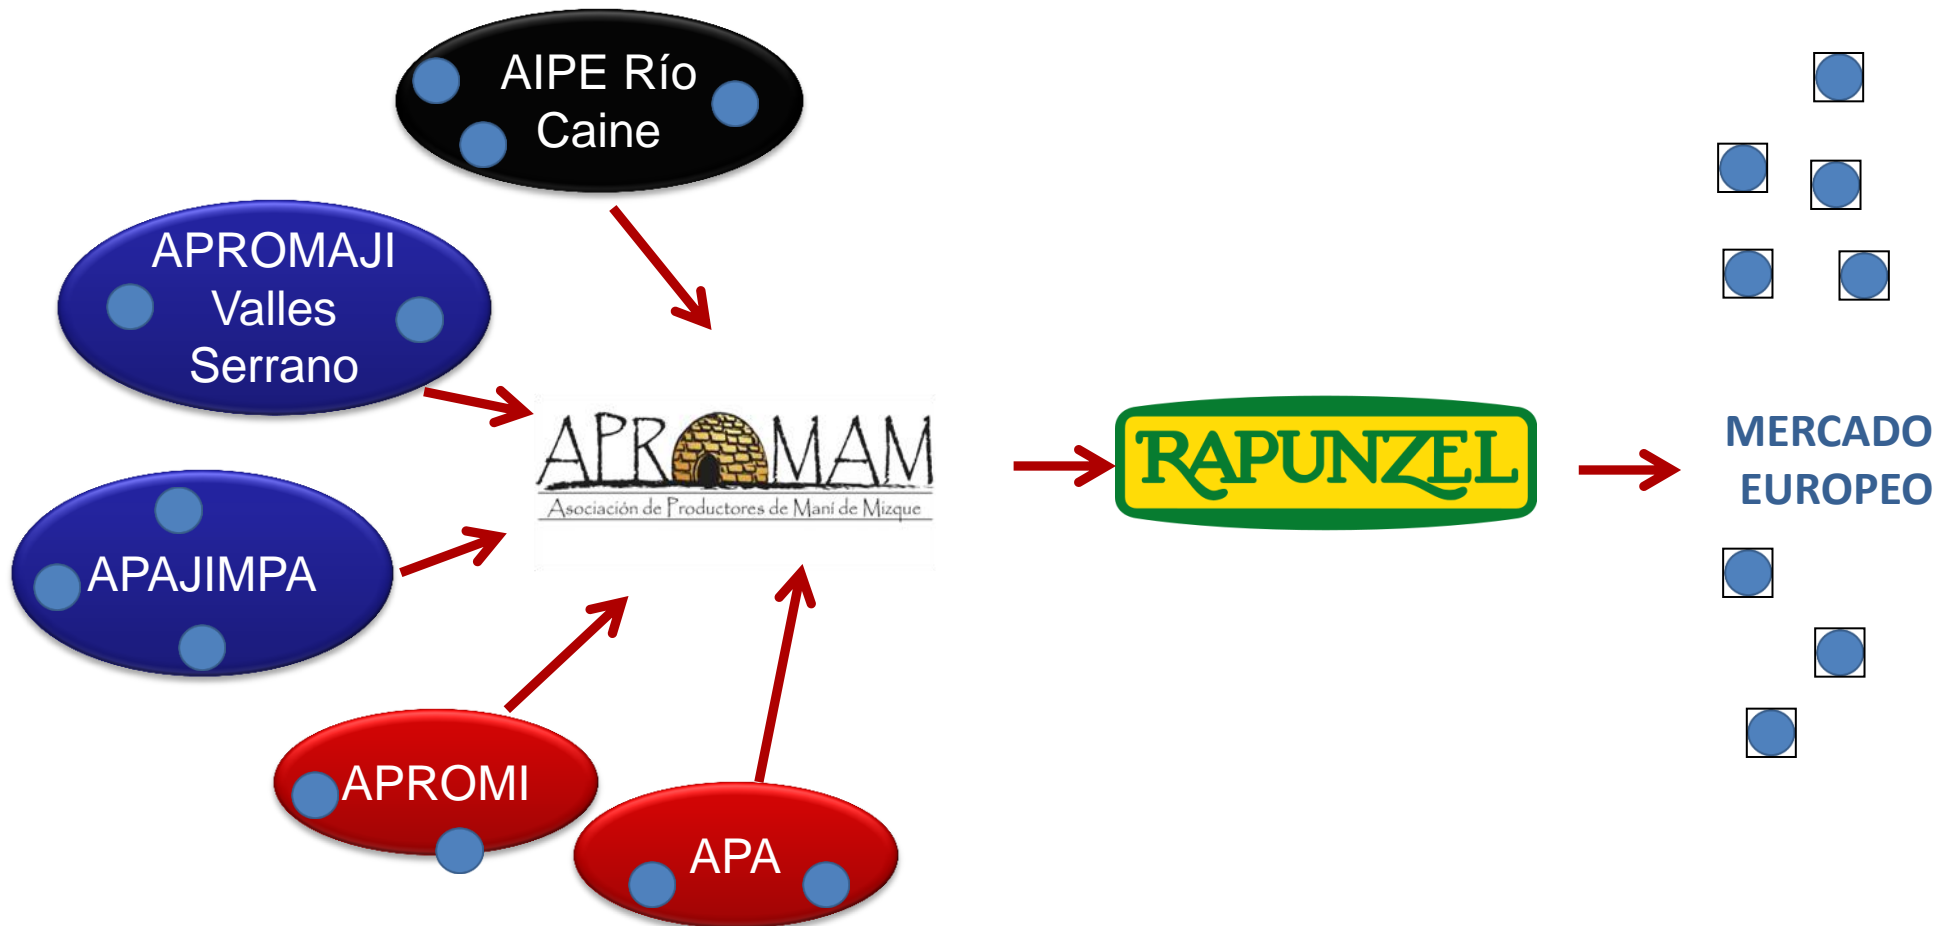 AIPE Río
Caine
APROMAJI
Valles
Serrano
APAJIMPA
APROMI
APA
APROMAM
Asociación de Productores de Maní de Mizque
RAPUNZEL
MERCADO
EUROPEO